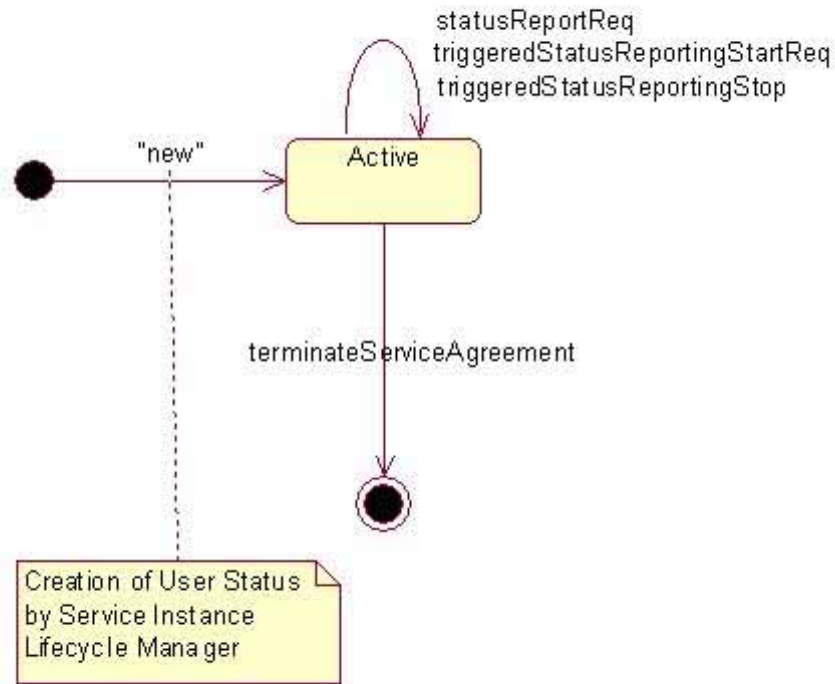 statusReportReq
triggeredStatusReportingStartReq
triggeredStatusReportingStop
"new"
Active
terminateServiceAgreement
Creation of User Status
by Service Instance
Lifecycle Manager